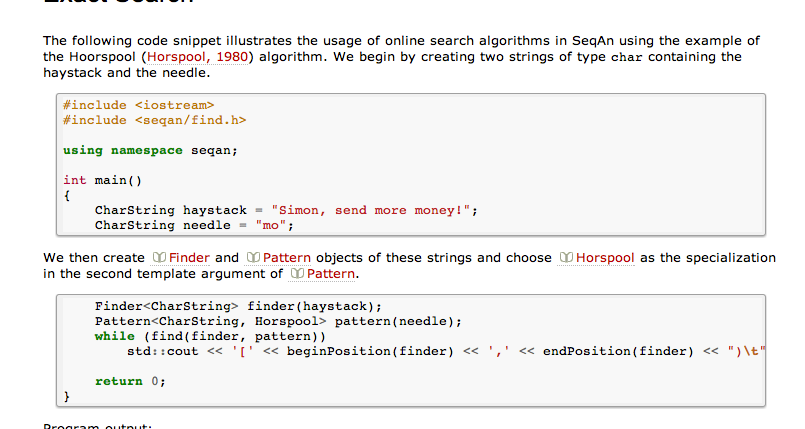 The following code snippet illustrates the usage of online search algorithms in SeqAn using the example of
the Hoorspool (Horspool, 1980) algorithm. We begin by creating two strings of type char containing the
haystack and the needle.
#include <iostream>
#include <seqan/find.h>
using namespace seqan;
int main()
{
    CharString haystack = "Simon, send more money!";
    CharString needle = "mo";
We then create Finder and Pattern objects of these strings and choose Horspool as the specialization
in the second template argument of Pattern.
    Finder<CharString> finder(haystack);
    Pattern<CharString, Horspool> pattern(needle);
    while (find(finder, pattern))
        std::cout << '[' << beginPosition(finder) << ',' << endPosition(finder) << ")\t"
    return 0;
}
Program output: